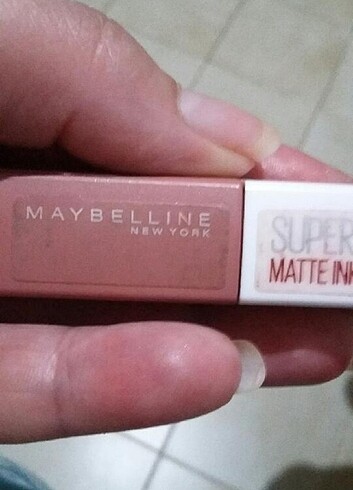 MAYBELLINE
NEW YORK
SUPER
MATTE INK